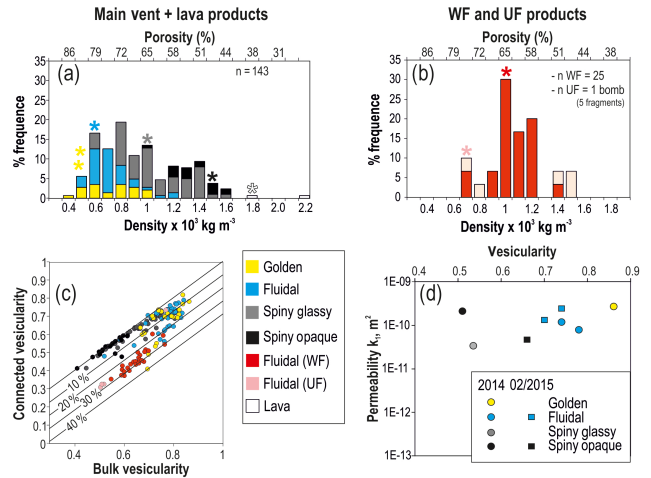 Main vent + lava products
WF and UF products
Porosity (%)
86 79 72 65 58 51 44 38 31
(a)
n = 143
% frequence
35
30
25
20
15
10
5
0
0.4 0.6 0.8 1 1.2 1.4 1.6 1.8 2 2.2
Density x 10³ kg m⁻³
Porosity (%)
86 79 72 65 58 51 44 38
(b)
- n WF = 25
- n UF = 1 bomb
(5 fragments)
% frequence
35
30
25
20
15
10
5
0
0.4 0.6 0.8 1 1.2 1.4 1.6 1.8
Density x 10³ kg m⁻³
(c)
Connected vesicularity
1
0.9
0.8
0.7
0.6
0.5
0.4
0.3
0.2
0.1
0
10 %
20 %
30 %
40 %
0.4 0.6 0.8 1
Bulk vesicularity
Golden
Fluidal
Spiny glassy
Spiny opaque
Fluidal (WF)
Fluidal (UF)
Lava
Vesicularity
0.4 0.5 0.6 0.7 0.8 0.9
(d)
Permeability k₁, m²
1E-09
1E-10
1E-11
1E-12
1E-13
2014 02/2015
Golden
Fluidal
Spiny glassy
Spiny opaque